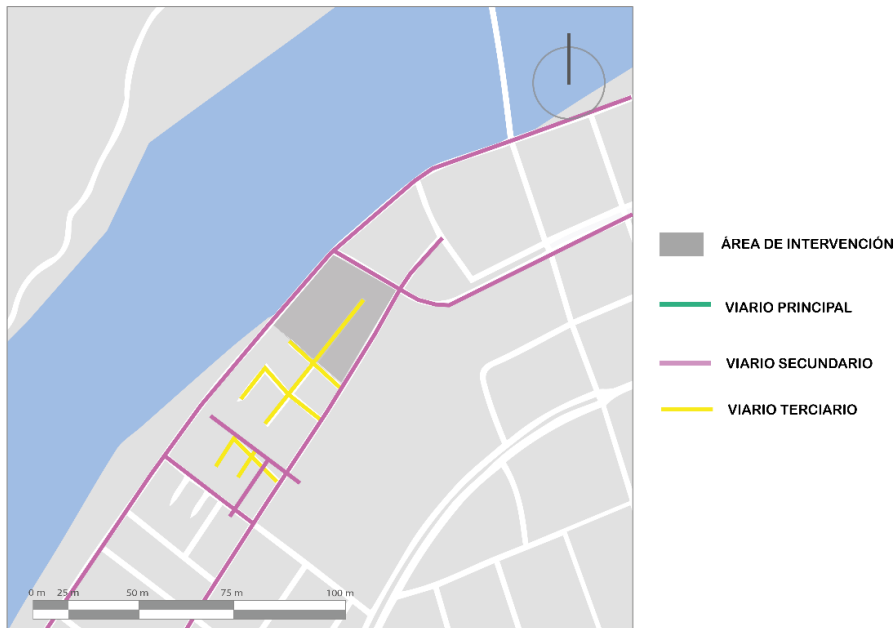 ÁREA DE INTERVENCIÓN
VIARIO PRINCIPAL
VIARIO SECUNDARIO
VIARIO TERCIARIO
0 m 25 m 50 m 75 m 100 m